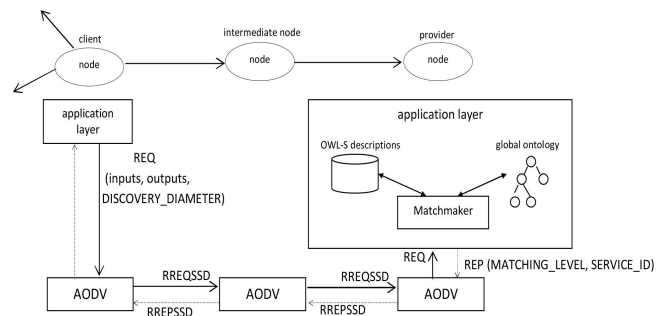 client
intermediate node
provider
node
node
node
application
layer
application layer
OWL-S descriptions
global ontology
Matchmaker
REQ
(inputs, outputs,
DISCOVERY_DIAMETER)
REQ
REP (MATCHING_LEVEL, SERVICE_ID)
RREQSSD
RREQSSD
AODV
AODV
AODV
RREPSSD
RREPSSD